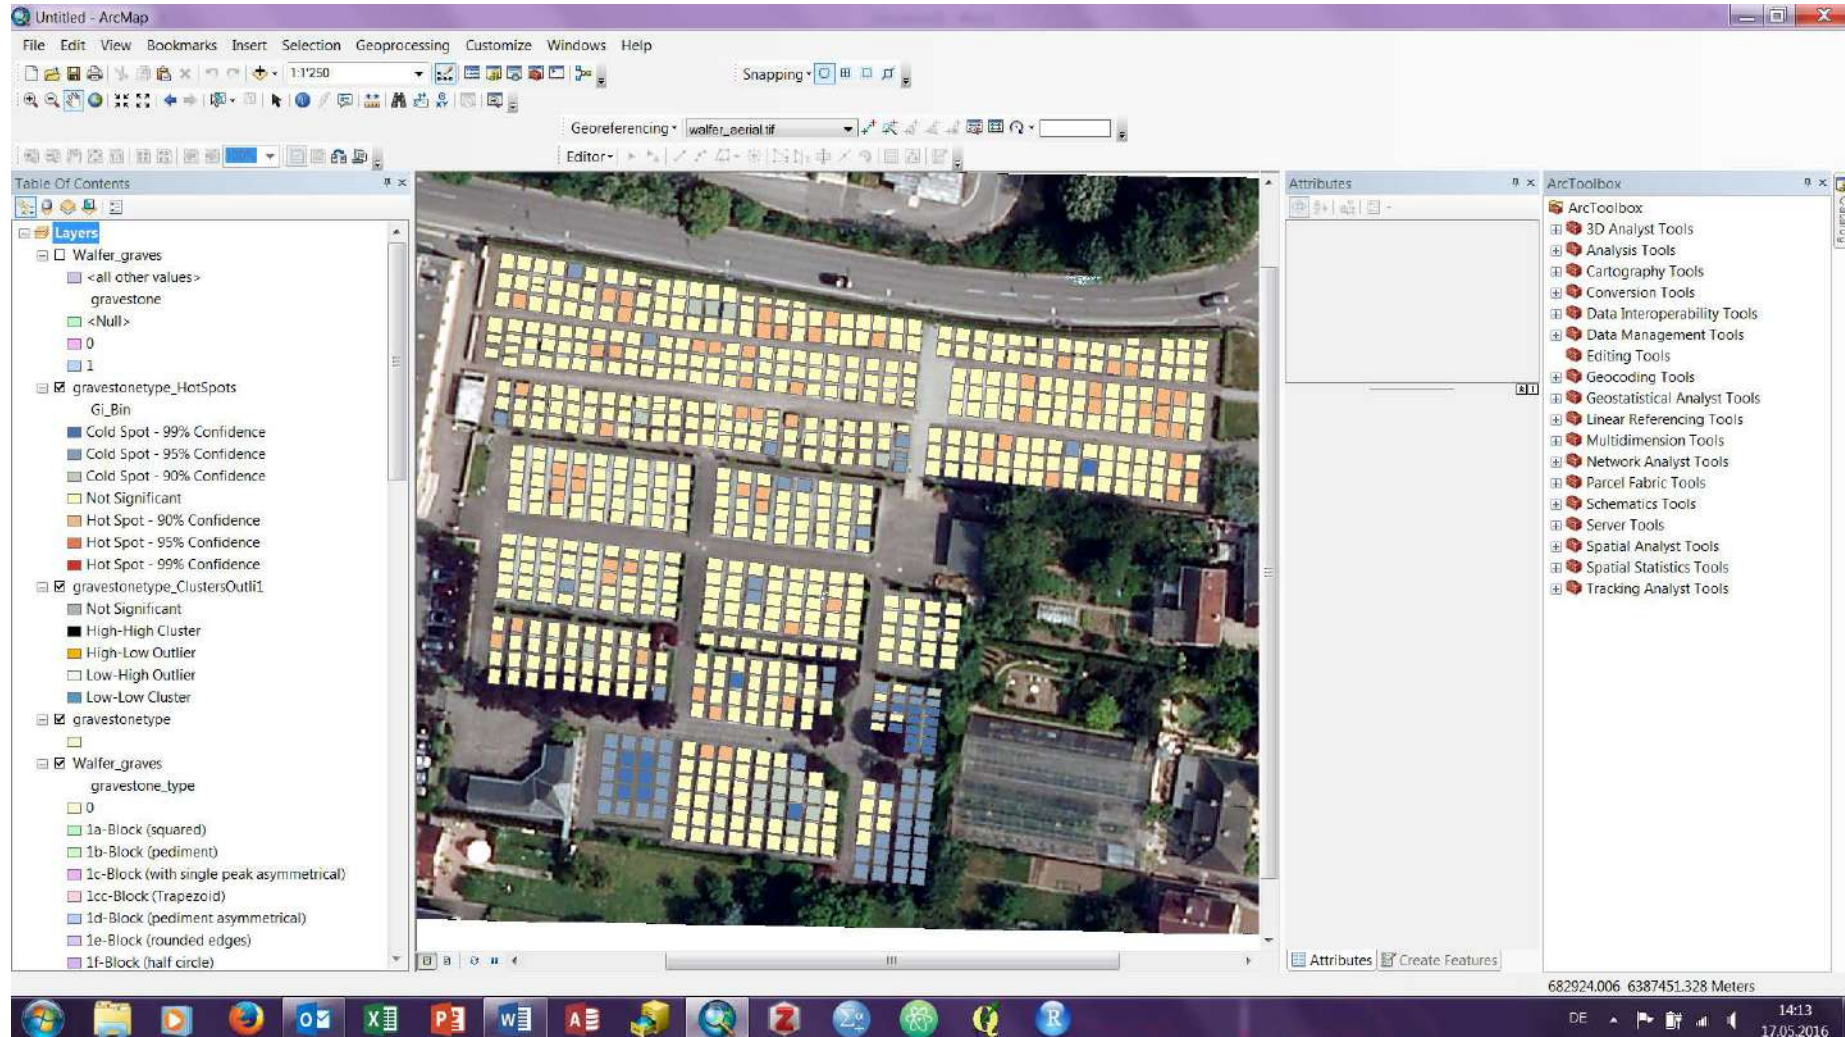 Untitled - ArcMap
File Edit View Bookmarks Insert Selection Geoprocessing Customize Windows Help
1:1'250
Snapping
Georeferencing walfer_aerial.tif
100%
Editor
Table Of Contents
Layers
Walfer_graves
<all other values>
gravestone
<Null>
0
1
gravestonetype_HotSpots
Gi_Bin
Cold Spot - 99% Confidence
Cold Spot - 95% Confidence
Cold Spot - 90% Confidence
Not Significant
Hot Spot - 90% Confidence
Hot Spot - 95% Confidence
Hot Spot - 99% Confidence
gravestonetype_ClustersOutli1
Not Significant
High-High Cluster
High-Low Outlier
Low-High Outlier
Low-Low Cluster
gravestonetype
Walfer_graves
gravestone_type
0
1a-Block (squared)
1b-Block (pediment)
1c-Block (with single peak asymmetrical)
1cc-Block (Trapezoid)
1d-Block (pediment asymmetrical)
1e-Block (rounded edges)
1f-Block (half circle)
Attributes
Attributes Create Features
ArcToolbox
ArcToolbox
3D Analyst Tools
Analysis Tools
Cartography Tools
Conversion Tools
Data Interoperability Tools
Data Management Tools
Editing Tools
Geocoding Tools
Geostatistical Analyst Tools
Linear Referencing Tools
Multidimension Tools
Network Analyst Tools
Parcel Fabric Tools
Schematics Tools
Server Tools
Spatial Analyst Tools
Spatial Statistics Tools
Tracking Analyst Tools
682924.006 6387451.328 Meters
DE
14:13
17.05.2016